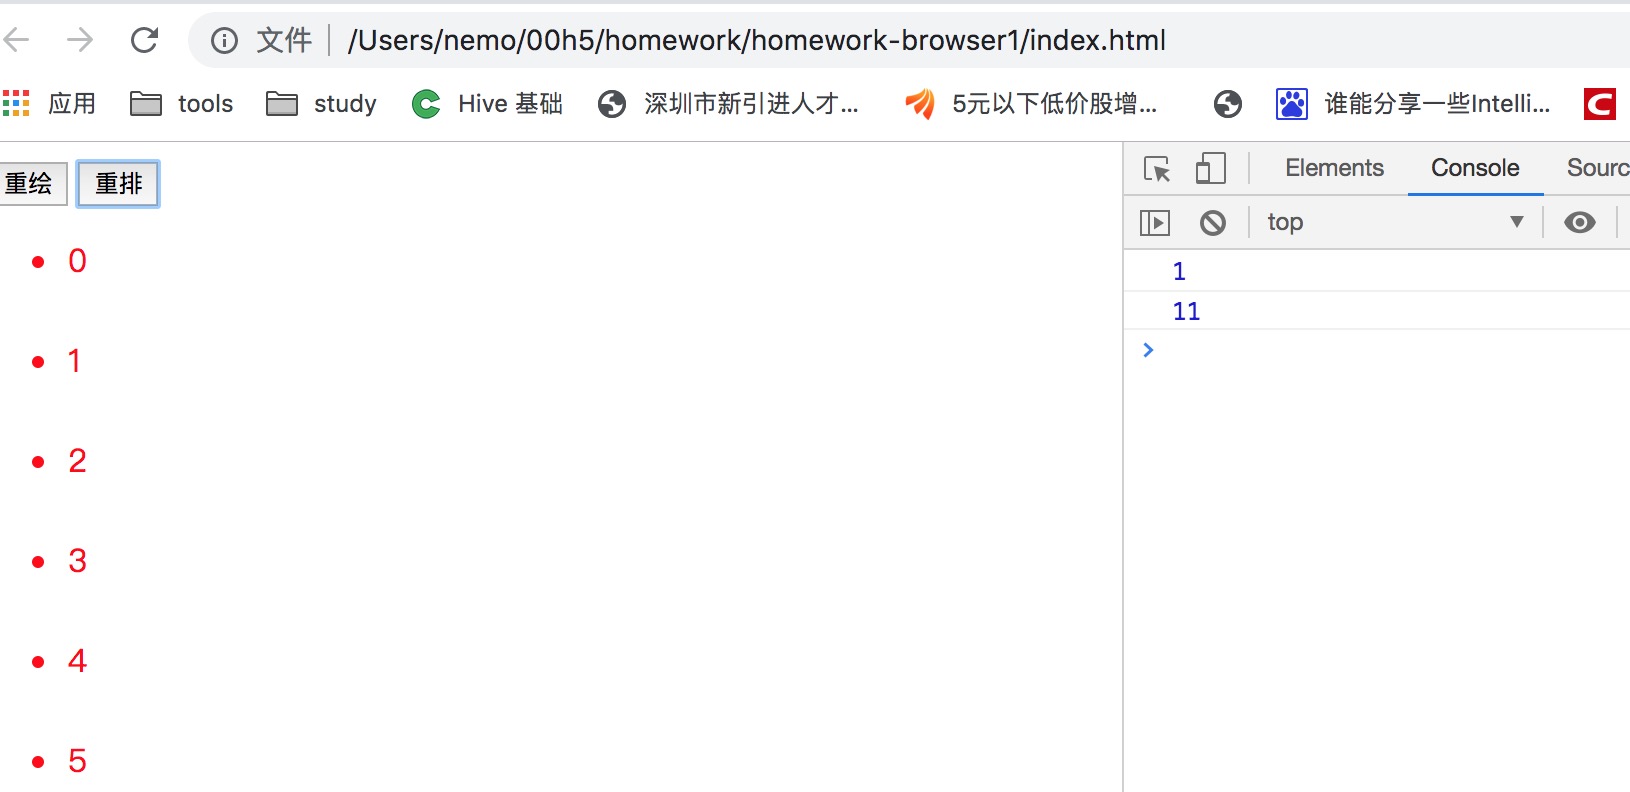 文件 /Users/nemo/00h5/homework/homework-browser1/index.html
应用 tools study Hive 基础 深圳市新引进人才... 5元以下低价股增... 谁能分享一些Intelli...
重绘 重排
0
1
2
3
4
5
Elements Console Sourc
top
1
11